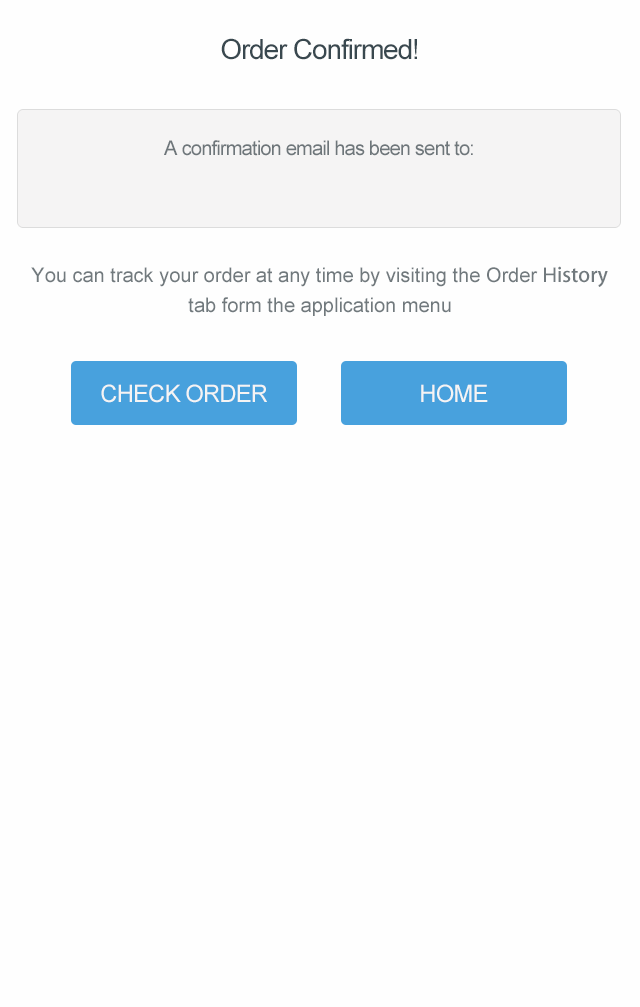 Order Confirmed!
A confirmation email has been sent to:
You can track your order at any time by visiting the Order History
tab form the application menu
CHECK ORDER
HOME